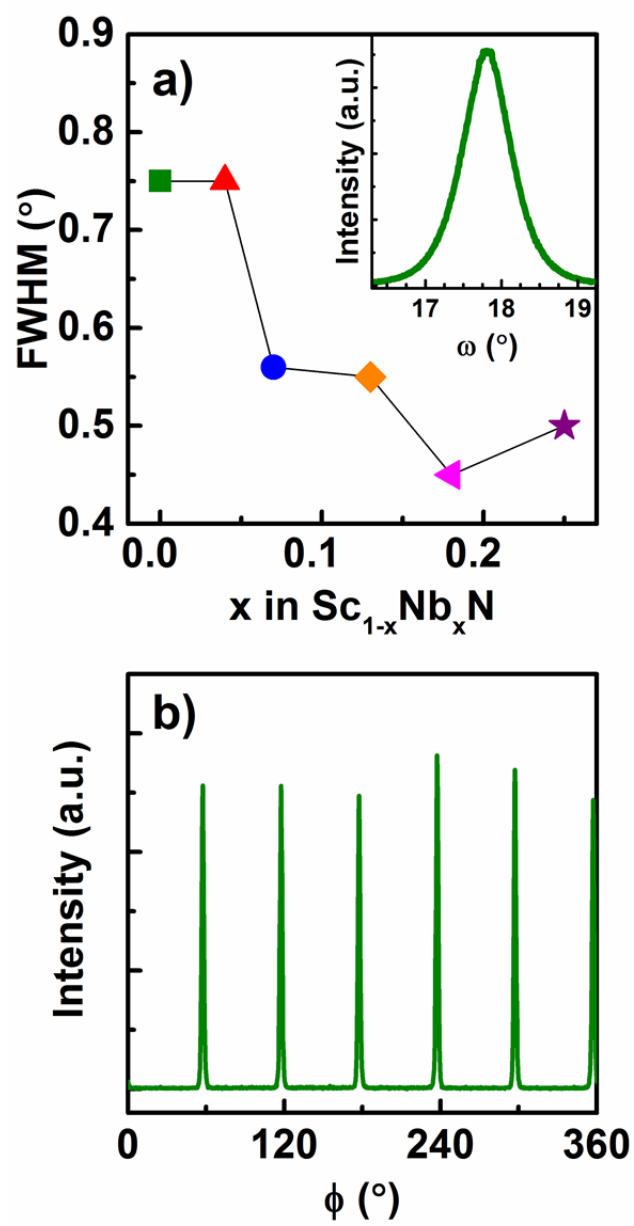 a)
FWHM (°)
0.9
0.8
0.7
0.6
0.5
0.4
0.0 0.1 0.2
x in Sc₁₋ₓNbₓN
Intensity (a.u.)
17 18 19
ω (°)
b)
Intensity (a.u.)
0 120 240 360
ϕ (°)